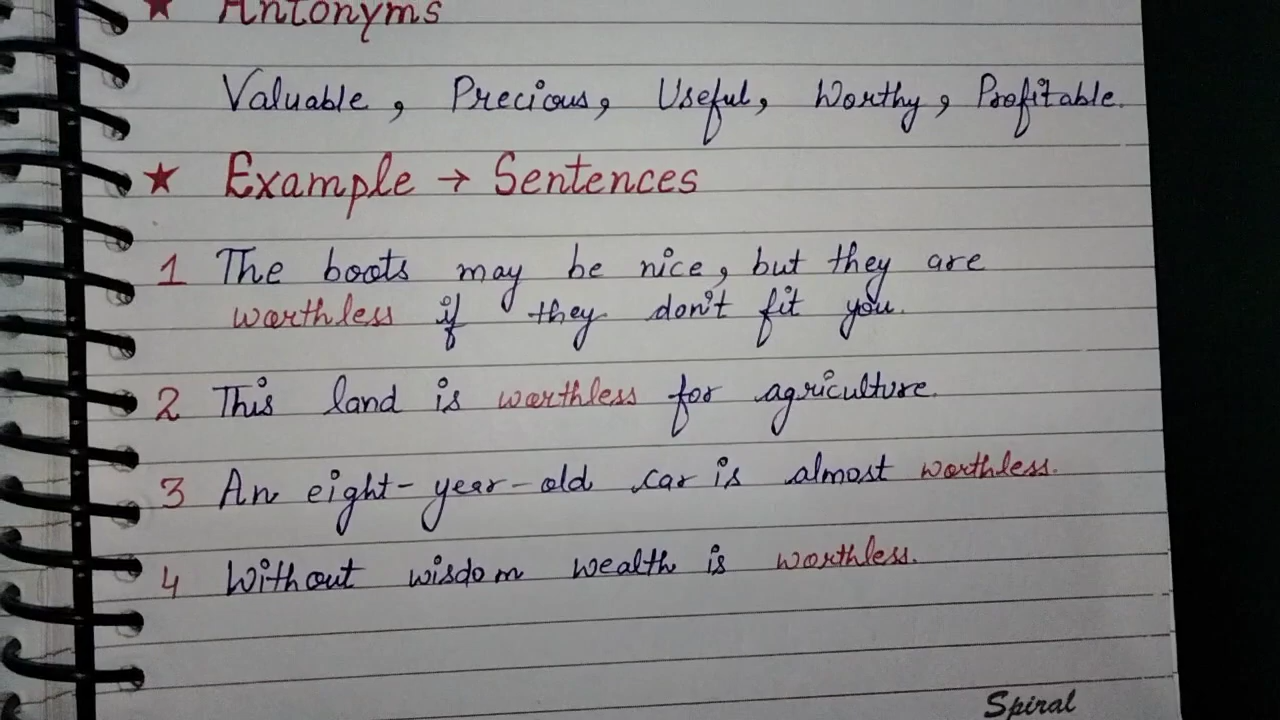 ★ Antonyms
Valuable, Precious, Useful, Worthy, Profitable.
★ Example → Sentences
1 The boots may be nice, but they are
worthless if they don't fit you.
2 This land is worthless for agriculture.
3 An eight-year-old car is almost worthless.
4 Without wisdom wealth is worthless.
Spiral